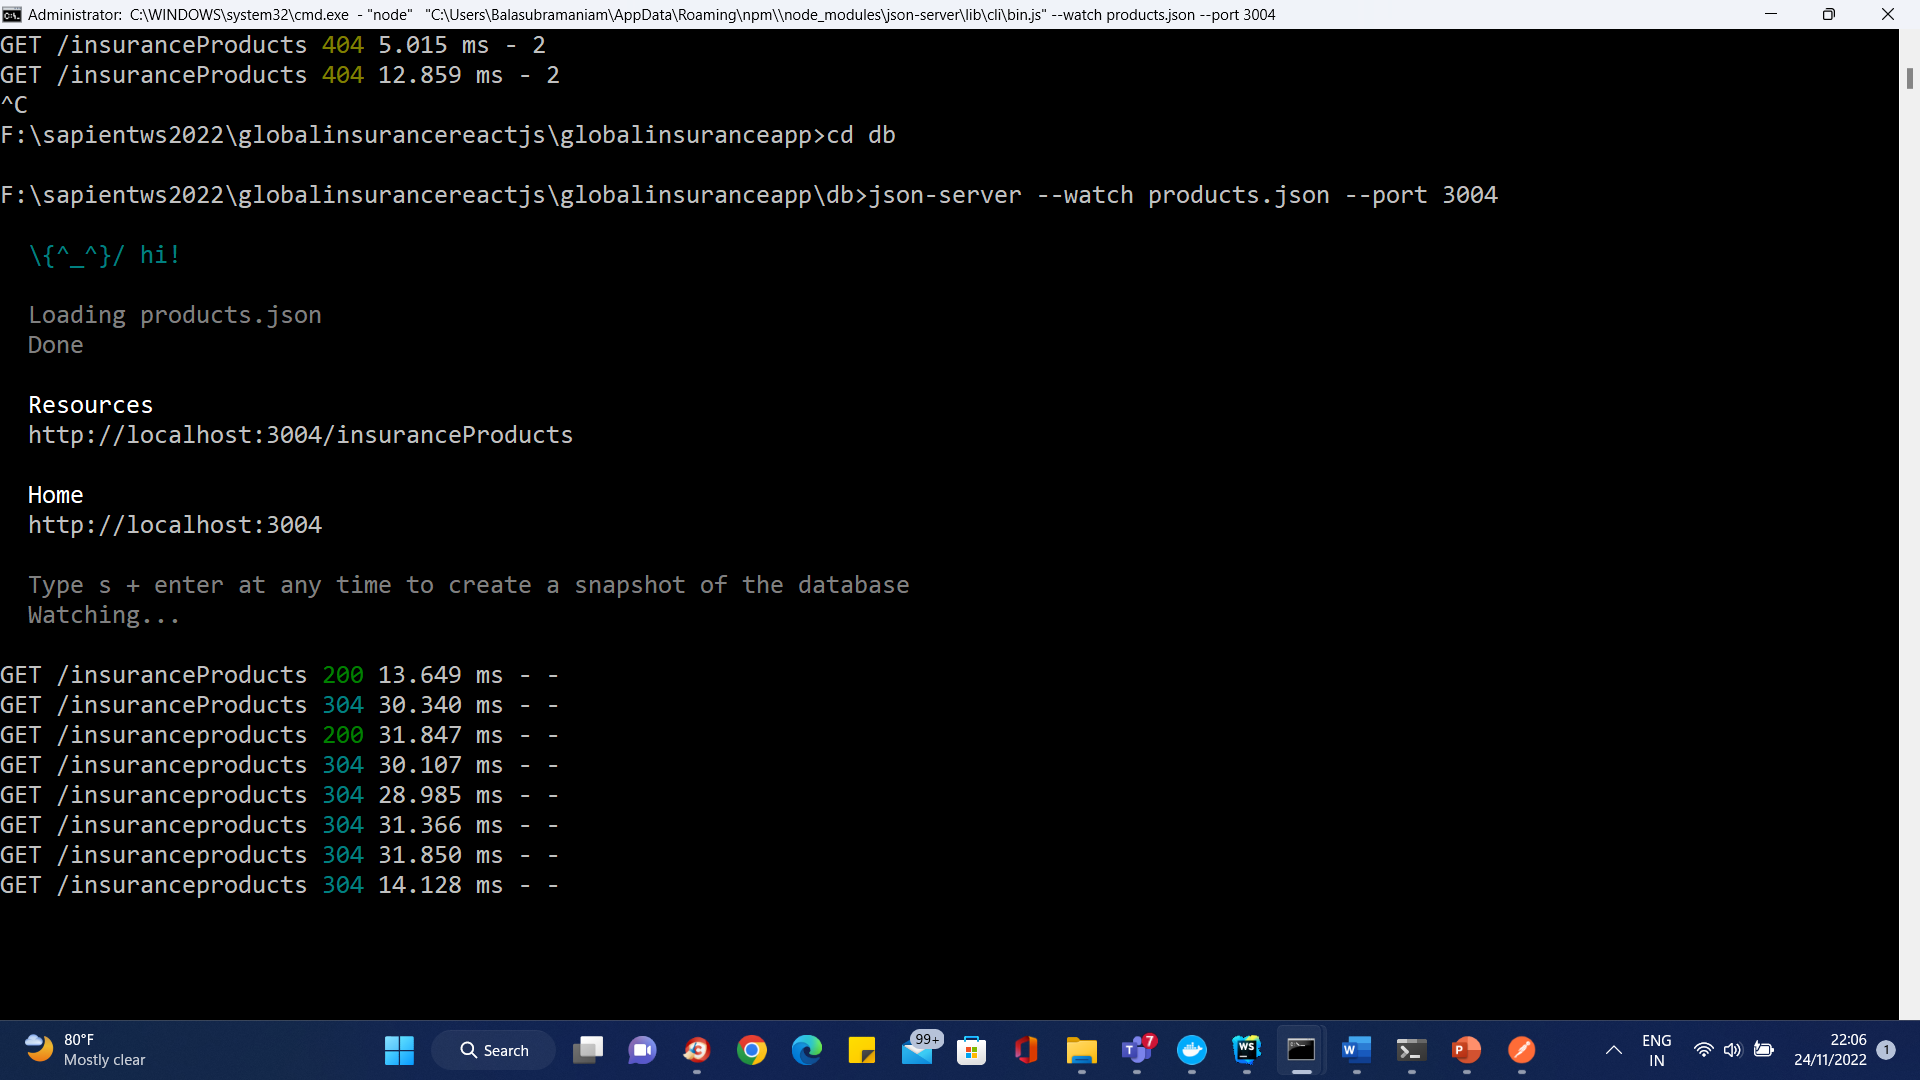 Administrator: C:\WINDOWS\system32\cmd.exe - "node" "C:\Users\Balasubramaniam\AppData\Roaming\npm\\node_modules\json-server\lib\cli\bin.js" --watch products.json --port 3004
GET /insuranceProducts 404 5.015 ms - 2
GET /insuranceProducts 404 12.859 ms - 2
^C
F:\sapientws2022\globalinsurancereactjs\globalinsuranceapp>cd db
F:\sapientws2022\globalinsurancereactjs\globalinsuranceapp\db>json-server --watch products.json --port 3004
\{^_^}/ hi!
Loading products.json
Done
Resources
http://localhost:3004/insuranceProducts
Home
http://localhost:3004
Type s + enter at any time to create a snapshot of the database
Watching...
GET /insuranceProducts 200 13.649 ms - -
GET /insuranceProducts 304 30.340 ms - -
GET /insuranceproducts 200 31.847 ms - -
GET /insuranceproducts 304 30.107 ms - -
GET /insuranceproducts 304 28.985 ms - -
GET /insuranceproducts 304 31.366 ms - -
GET /insuranceproducts 304 31.850 ms - -
GET /insuranceproducts 304 14.128 ms - -
80°F
Mostly clear
Search
99+
7
WS
W
P
ENG
IN
22:06
24/11/2022
1